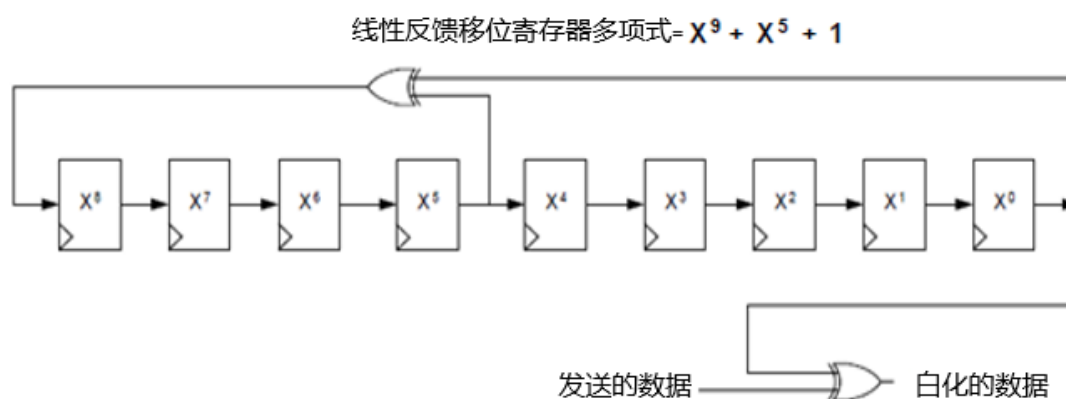 线性反馈移位寄存器多项式= X⁹ + X⁵ + 1
X⁸ X⁷ X⁶ X⁵ X⁴ X³ X² X¹ X⁰
发送的数据 白化的数据